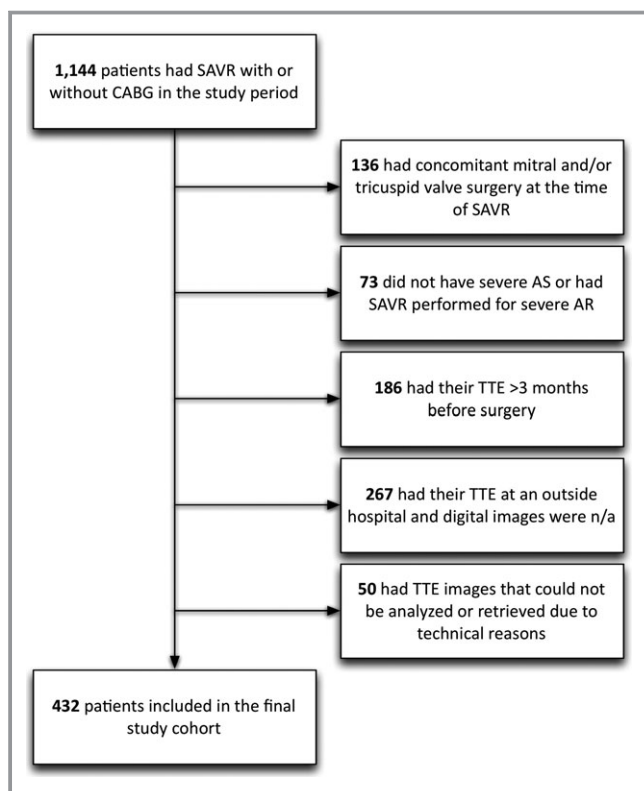 1,144 patients had SAVR with or
without CABG in the study period
136 had concomitant mitral and/or
tricuspid valve surgery at the time
of SAVR
73 did not have severe AS or had
SAVR performed for severe AR
186 had their TTE >3 months
before surgery
267 had their TTE at an outside
hospital and digital images were n/a
50 had TTE images that could not
be analyzed or retrieved due to
technical reasons
432 patients included in the final
study cohort